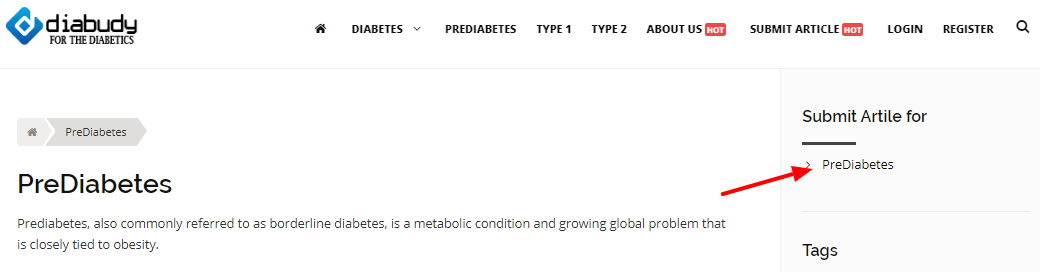 diabudy
FOR THE DIABETICS
DIABETES PREDIABETES TYPE 1 TYPE 2 ABOUT US HOT SUBMIT ARTICLE HOT LOGIN REGISTER
PreDiabetes
PreDiabetes
Prediabetes, also commonly referred to as borderline diabetes, is a metabolic condition and growing global problem that
is closely tied to obesity.
Submit Artile for
PreDiabetes
Tags